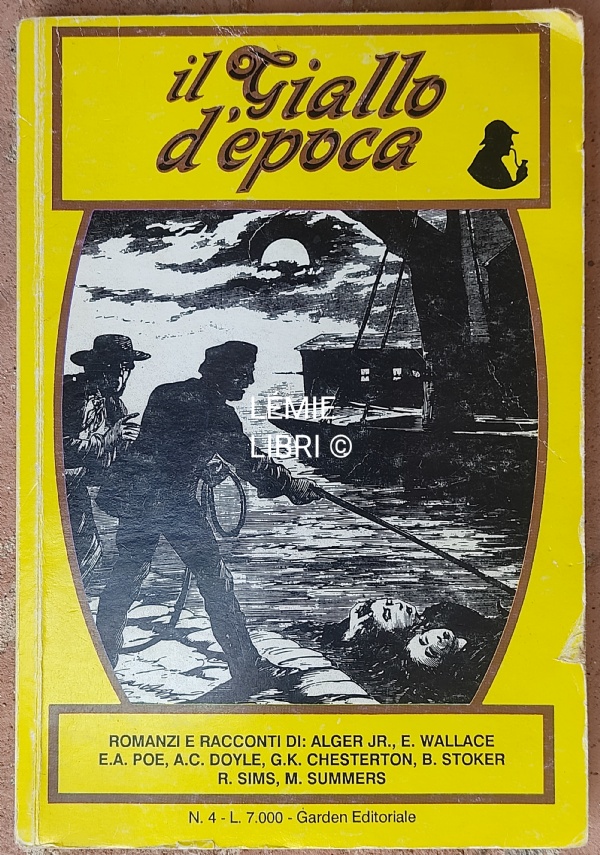 il Giallo
d'epoca
LEMIE
LIBRI ©
ROMANZI E RACCONTI DI: ALGER JR., E. WALLACE
E.A. POE, A.C. DOYLE, G.K. CHESTERTON, B. STOKER
R. SIMS, M. SUMMERS
N. 4 - L. 7.000 - Garden Editoriale